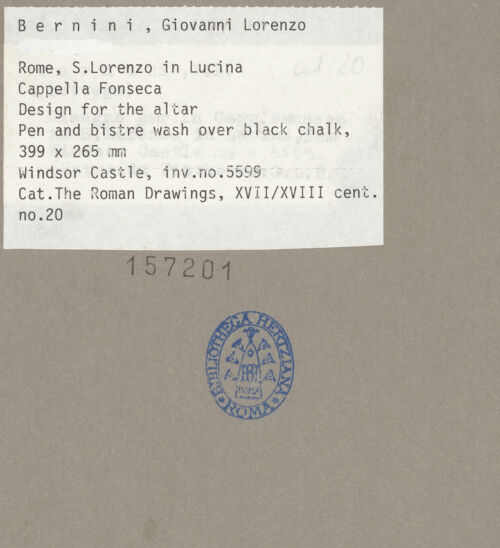 Bernini, Giovanni Lorenzo
Rome, S.Lorenzo in Lucina
Cappella Fonseca
Design for the altar
Pen and bistre wash over black chalk,
399 x 265 mm
Windsor Castle, inv.no.5599
Cat.The Roman Drawings, XVII/XVIII cent.
no.20
157201
BIBLIOTHECA HERTZIANA
ROMA
ROMA